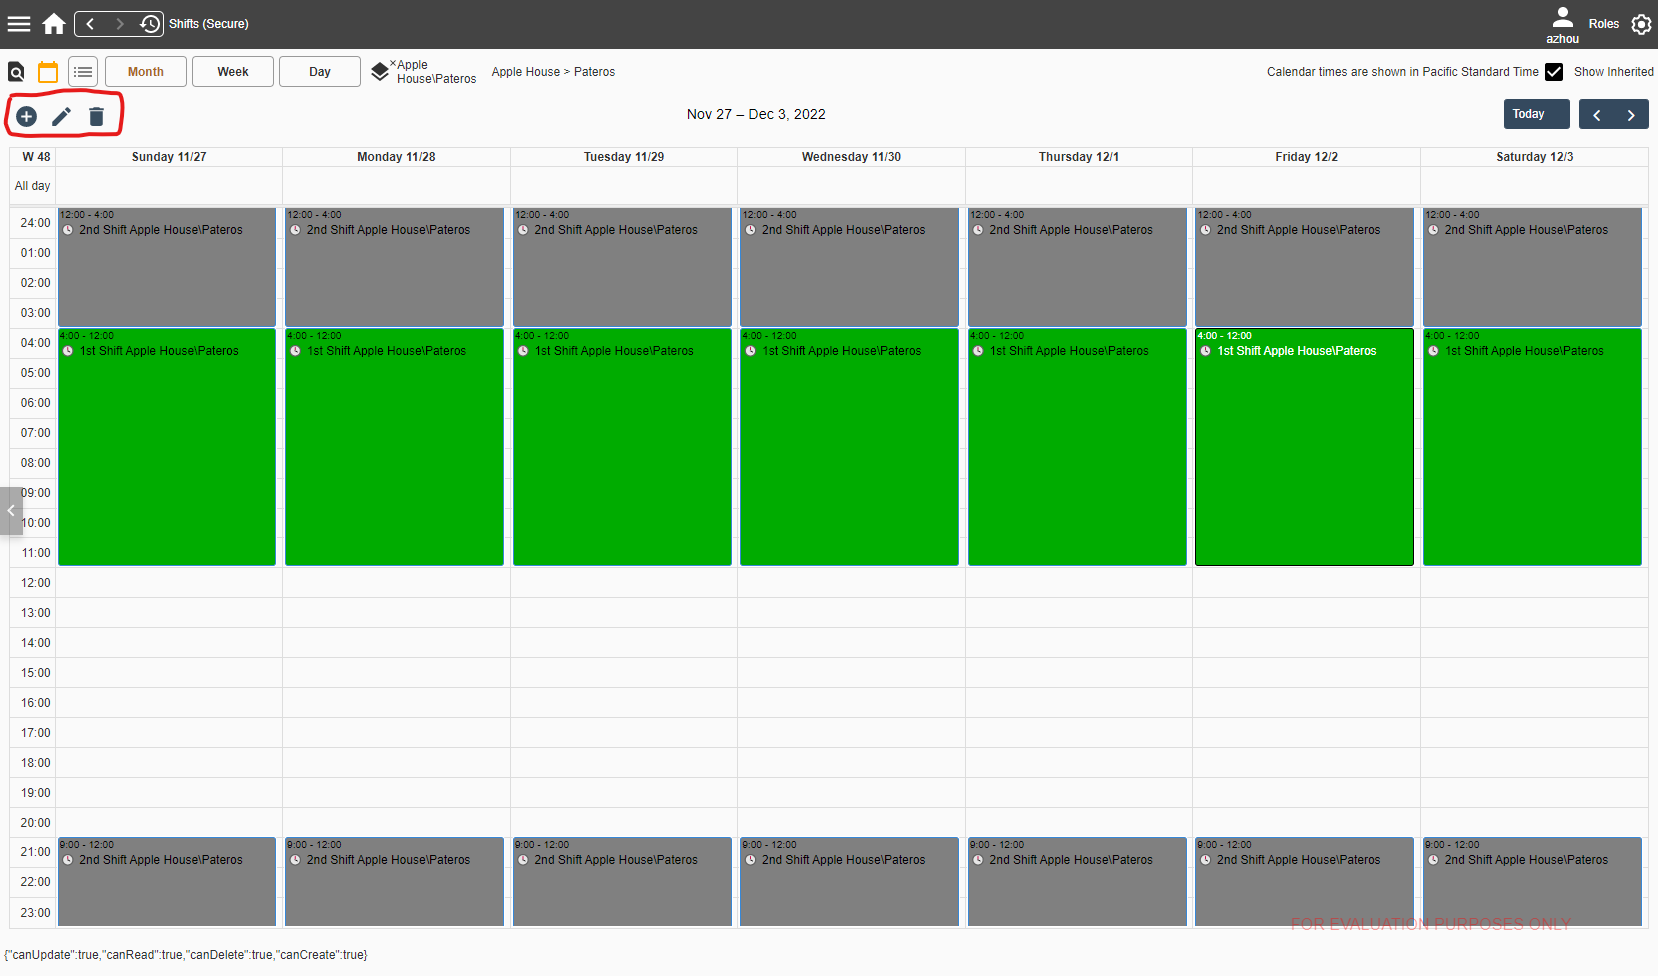 Shifts (Secure)
azhou
Roles
Month
Week
Day
×Apple House\Pateros
Apple House > Pateros
Calendar times are shown in Pacific Standard Time
Show Inherited
Nov 27 – Dec 3, 2022
Today
W 48 Sunday 11/27 Monday 11/28 Tuesday 11/29 Wednesday 11/30 Thursday 12/1 Friday 12/2 Saturday 12/3
All day
12:00 - 4:00 12:00 - 4:00 12:00 - 4:00 12:00 - 4:00 12:00 - 4:00 12:00 - 4:00 12:00 - 4:00
24:00 2nd Shift Apple House\Pateros 2nd Shift Apple House\Pateros 2nd Shift Apple House\Pateros 2nd Shift Apple House\Pateros 2nd Shift Apple House\Pateros 2nd Shift Apple House\Pateros 2nd Shift Apple House\Pateros
01:00
02:00
03:00
4:00 - 12:00 4:00 - 12:00 4:00 - 12:00 4:00 - 12:00 4:00 - 12:00 4:00 - 12:00 4:00 - 12:00
04:00 1st Shift Apple House\Pateros 1st Shift Apple House\Pateros 1st Shift Apple House\Pateros 1st Shift Apple House\Pateros 1st Shift Apple House\Pateros 1st Shift Apple House\Pateros 1st Shift Apple House\Pateros
05:00
06:00
07:00
08:00
09:00
10:00
11:00
12:00
13:00
14:00
15:00
16:00
17:00
18:00
19:00
20:00
9:00 - 12:00 9:00 - 12:00 9:00 - 12:00 9:00 - 12:00 9:00 - 12:00 9:00 - 12:00 9:00 - 12:00
21:00 2nd Shift Apple House\Pateros 2nd Shift Apple House\Pateros 2nd Shift Apple House\Pateros 2nd Shift Apple House\Pateros 2nd Shift Apple House\Pateros 2nd Shift Apple House\Pateros 2nd Shift Apple House\Pateros
22:00
23:00
FOR EVALUATION PURPOSES ONLY
{"canUpdate":true,"canRead":true,"canDelete":true,"canCreate":true}